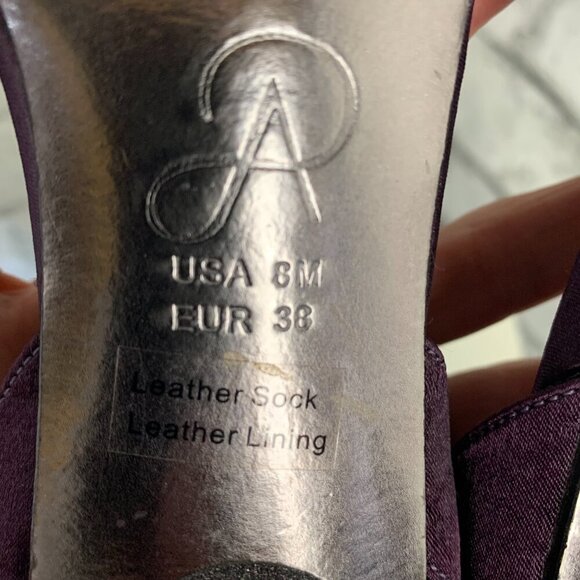 A
USA 8M
EUR 38
Leather Sock
Leather Lining